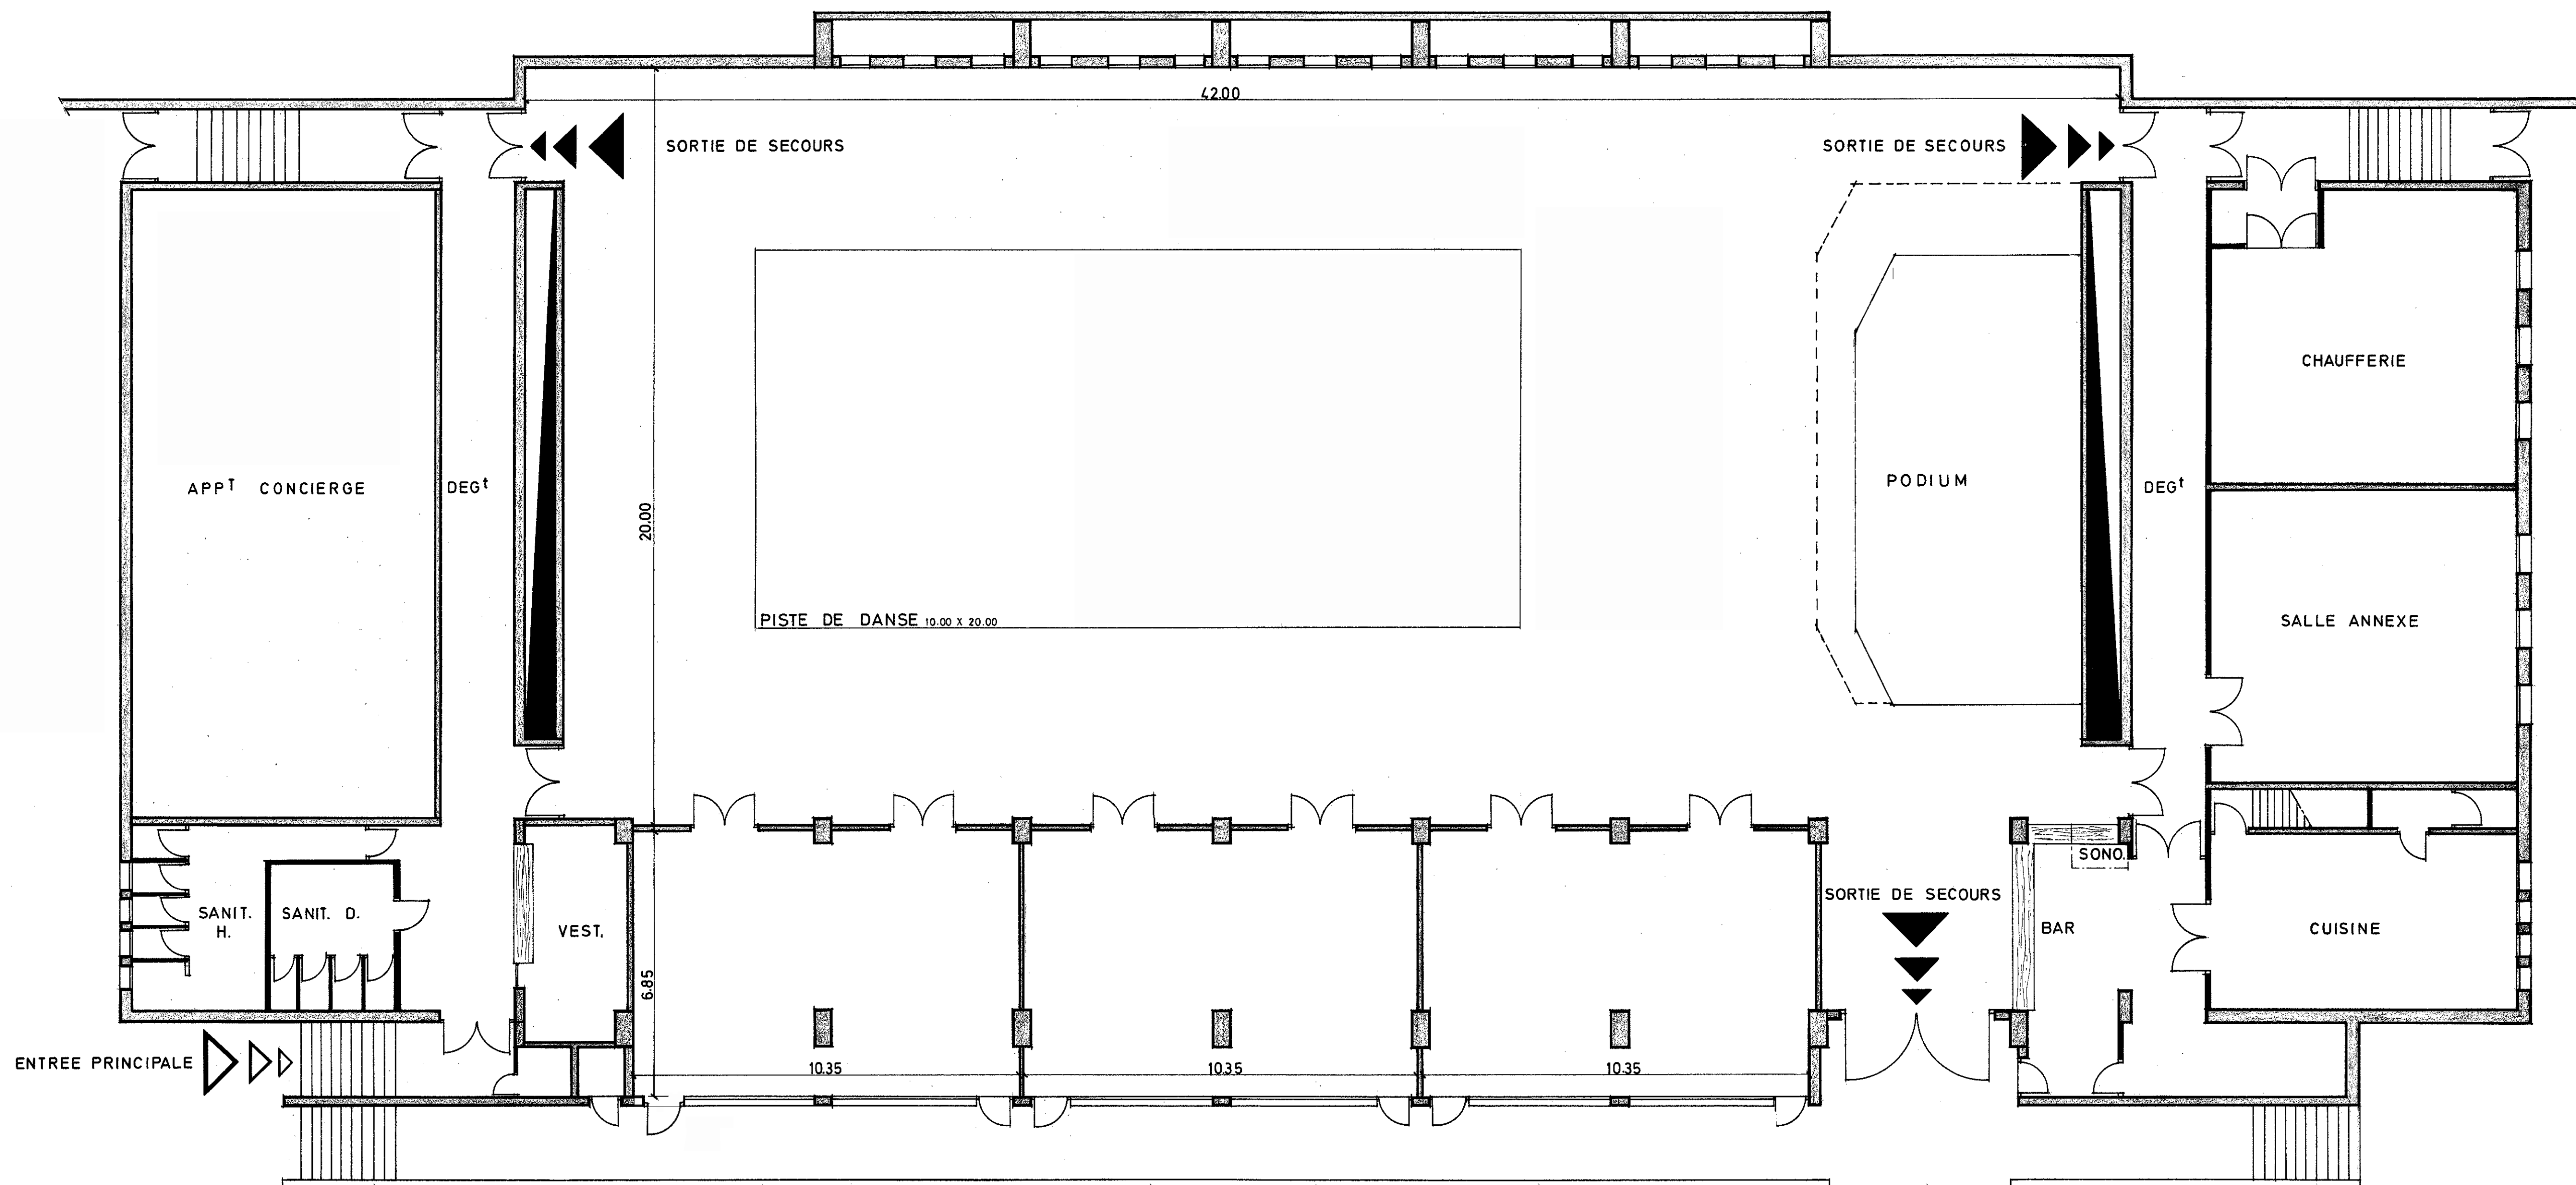 42.00
SORTIE DE SECOURS
SORTIE DE SECOURS
CHAUFFERIE
APPT CONCIERGE
DEGt
PODIUM
DEGt
20.00
PISTE DE DANSE 10.00 X 20.00
SALLE ANNEXE
SONO.
SORTIE DE SECOURS
SANIT.
H.
SANIT. D.
VEST.
BAR
CUISINE
6.85
ENTREE PRINCIPALE
10.35
10.35
10.35